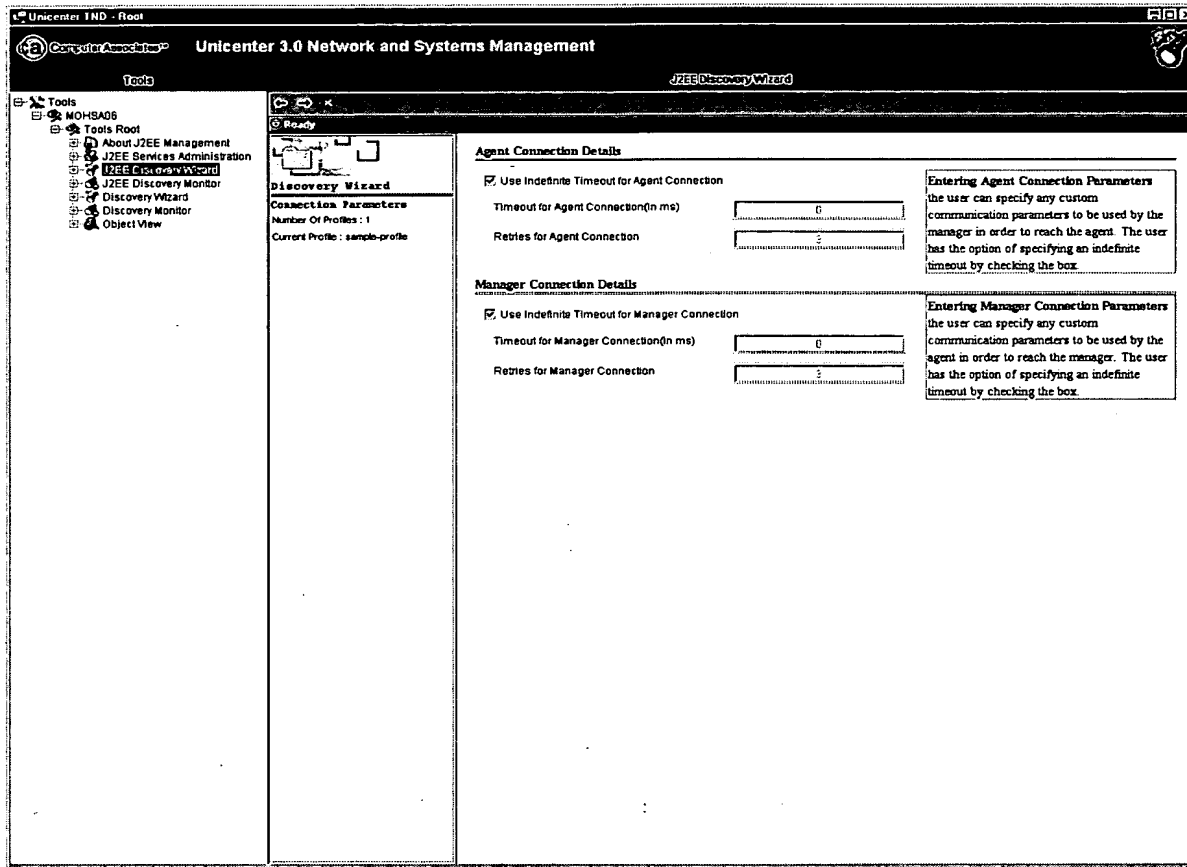 Unicenter TND - Root
ca Computer Associates™ Unicenter 3.0 Network and Systems Management
Tools
J2EE Discovery Wizard
Tools
MOHSA06
Tools Root
About J2EE Management
J2EE Services Administration
J2EE Discovery Wizard
J2EE Discovery Monitor
Discovery Wizard
Discovery Monitor
Object View
Ready
Discovery Wizard
Connection Parameters
Number Of Profiles : 1
Current Profile : sample-profile
Agent Connection Details
Use Indefinite Timeout for Agent Connection
Timeout for Agent Connection(in ms)
0
Retries for Agent Connection
3
Entering Agent Connection Parameters
the user can specify any custom
communication parameters to be used by the
manager in order to reach the agent. The user
has the option of specifying an indefinite
timeout by checking the box
Manager Connection Details
Use Indefinite Timeout for Manager Connection
Timeout for Manager Connection(in ms)
0
Retries for Manager Connection
3
Entering Manager Connection Parameters
the user can specify any custom
communication parameters to be used by the
agent in order to reach the manager. The user
has the option of specifying an indefinite
timeout by checking the box.